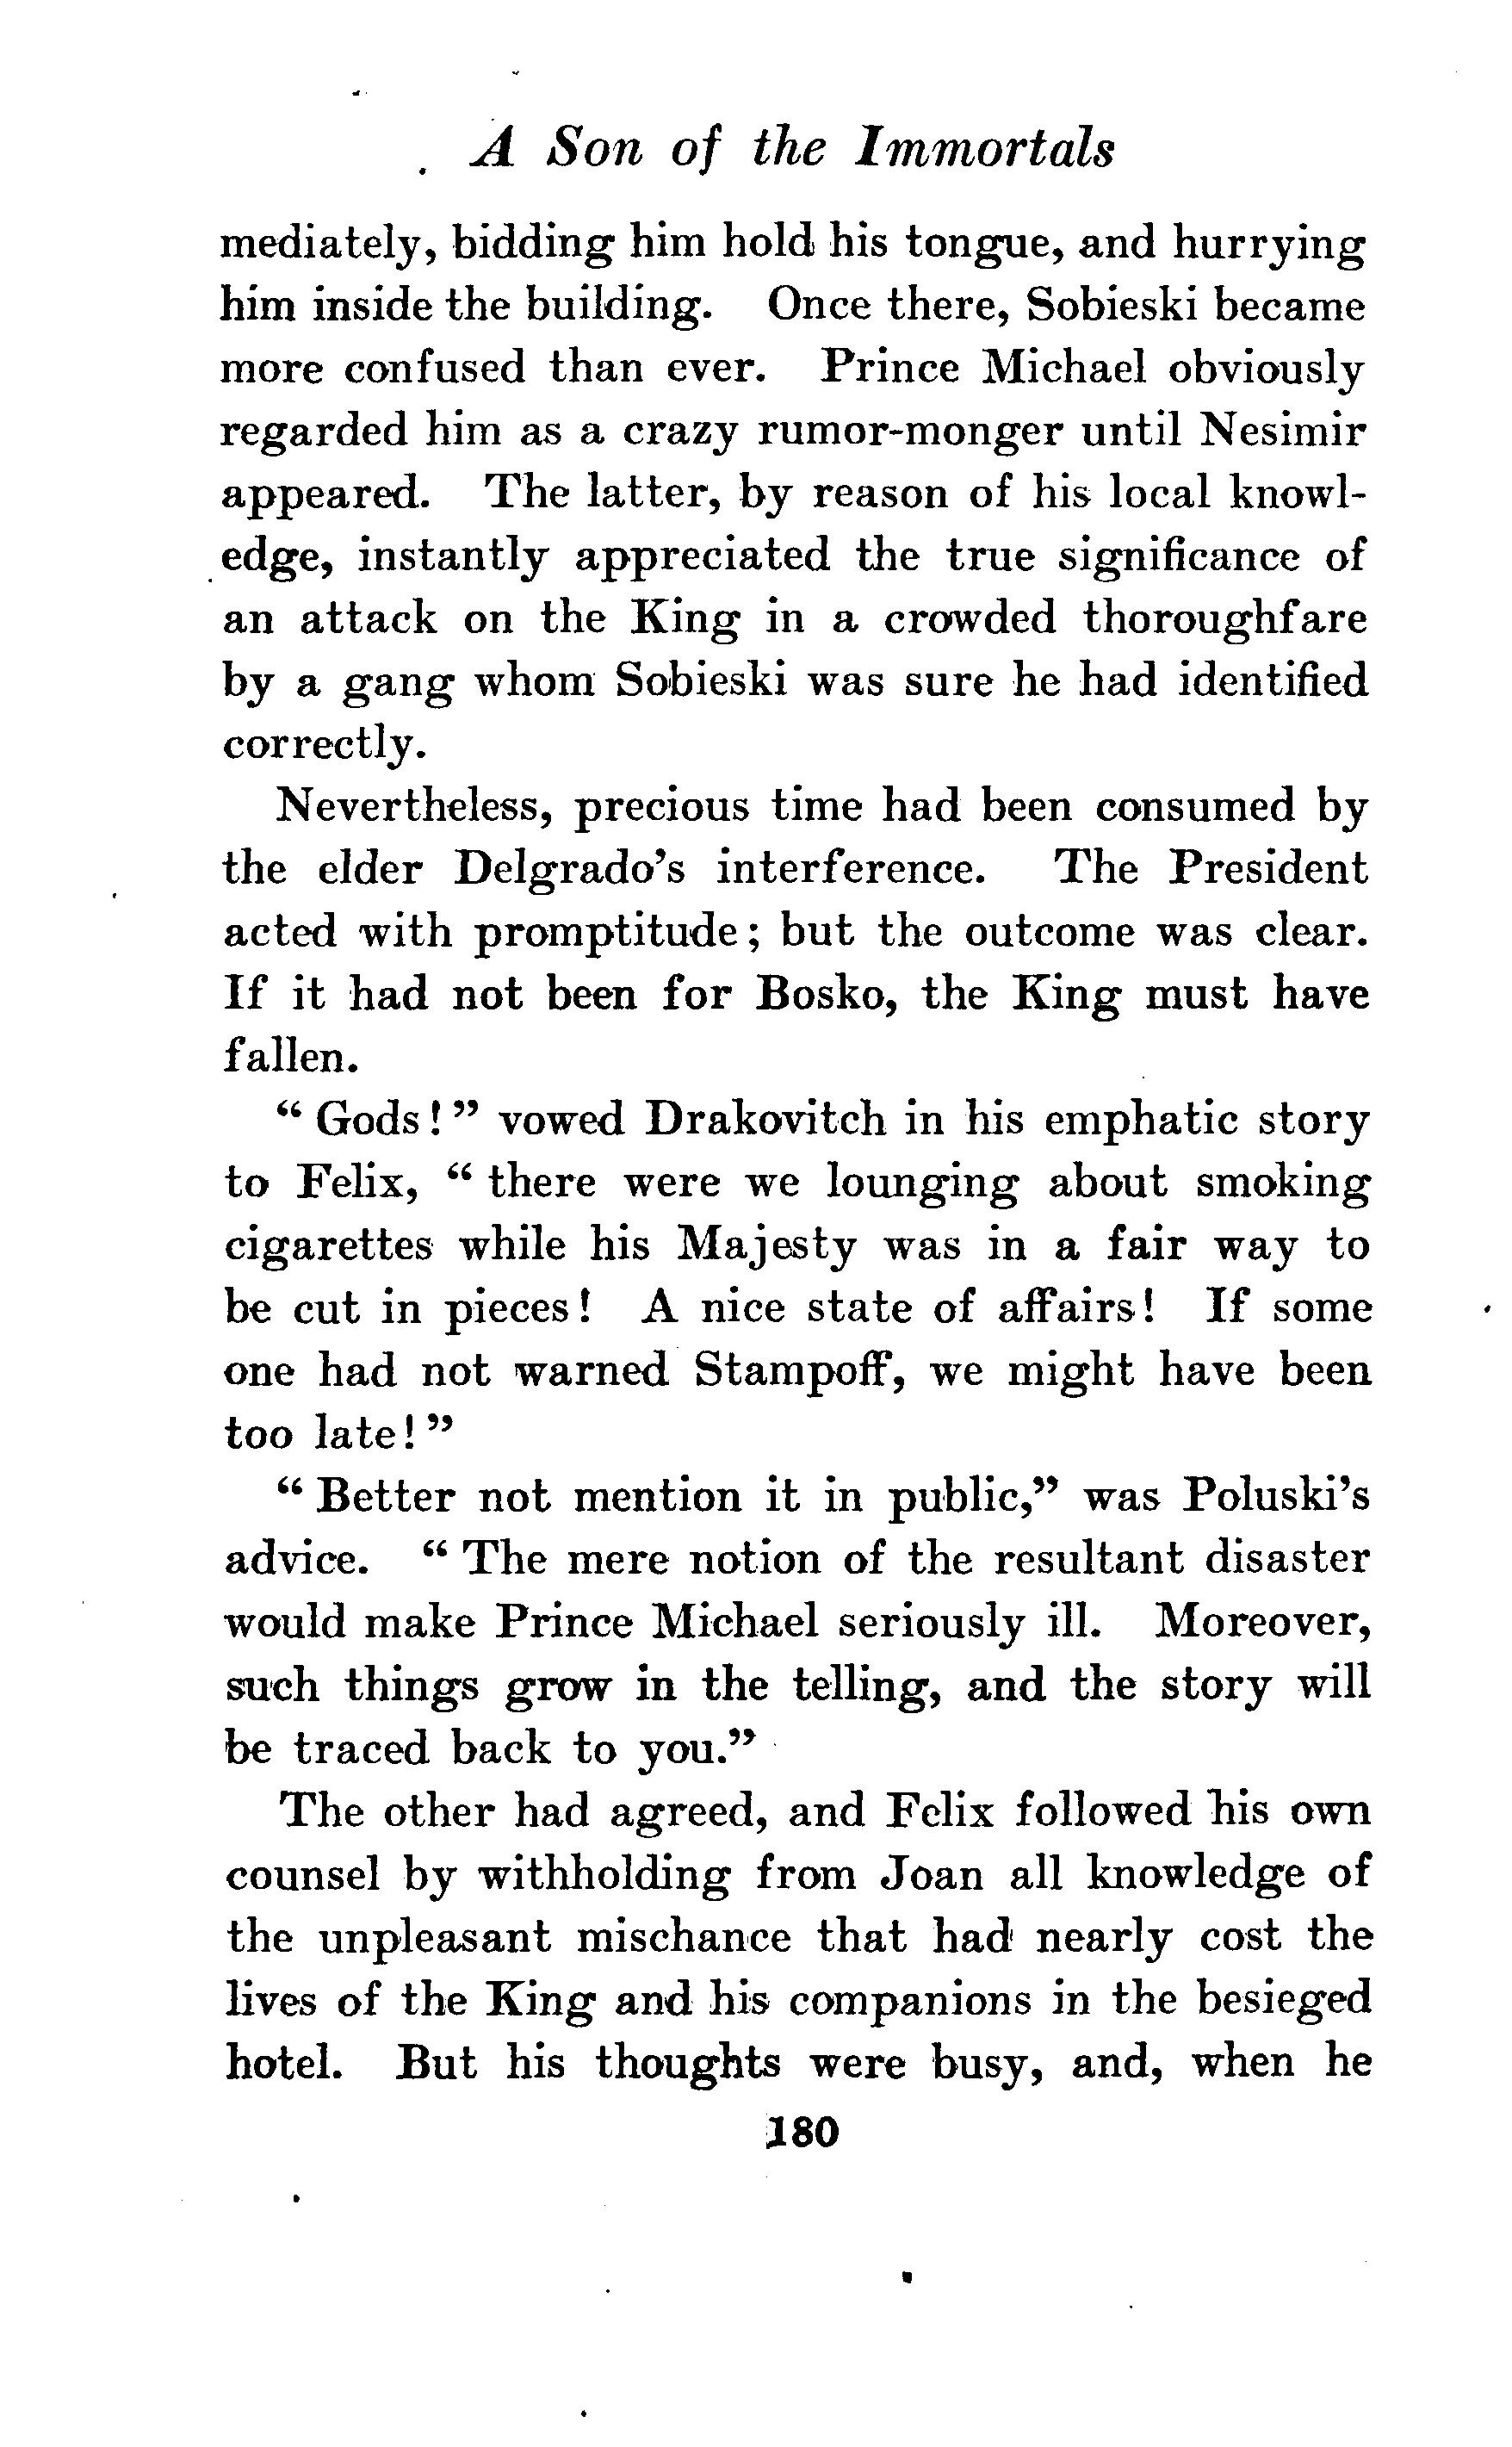 A Son of the Immortals
mediately, bidding him hold his tongue, and hurrying
him inside the building. Once there, Sobieski became
more confused than ever. Prince Michael obviously
regarded him as a crazy rumor-monger until Nesimir
appeared. The latter, by reason of his local knowl-
edge, instantly appreciated the true significance of
an attack on the King in a crowded thoroughfare
by a gang whom Sobieski was sure he had identified
correctly.
Nevertheless, precious time had been consumed by
the elder Delgrado's interference. The President
acted with promptitude; but the outcome was clear.
If it had not been for Bosko, the King must have
fallen.
"Gods!" vowed Drakovitch in his emphatic story
to Felix, "there were we lounging about smoking
cigarettes while his Majesty was in a fair way to
be cut in pieces! A nice state of affairs! If some
one had not warned Stampoff, we might have been
too late!"
"Better not mention it in public," was Poluski's
advice. "The mere notion of the resultant disaster
would make Prince Michael seriously ill. Moreover,
such things grow in the telling, and the story will
be traced back to you."
The other had agreed, and Felix followed his own
counsel by withholding from Joan all knowledge of
the unpleasant mischance that had nearly cost the
lives of the King and his companions in the besieged
hotel. But his thoughts were busy, and, when he
180